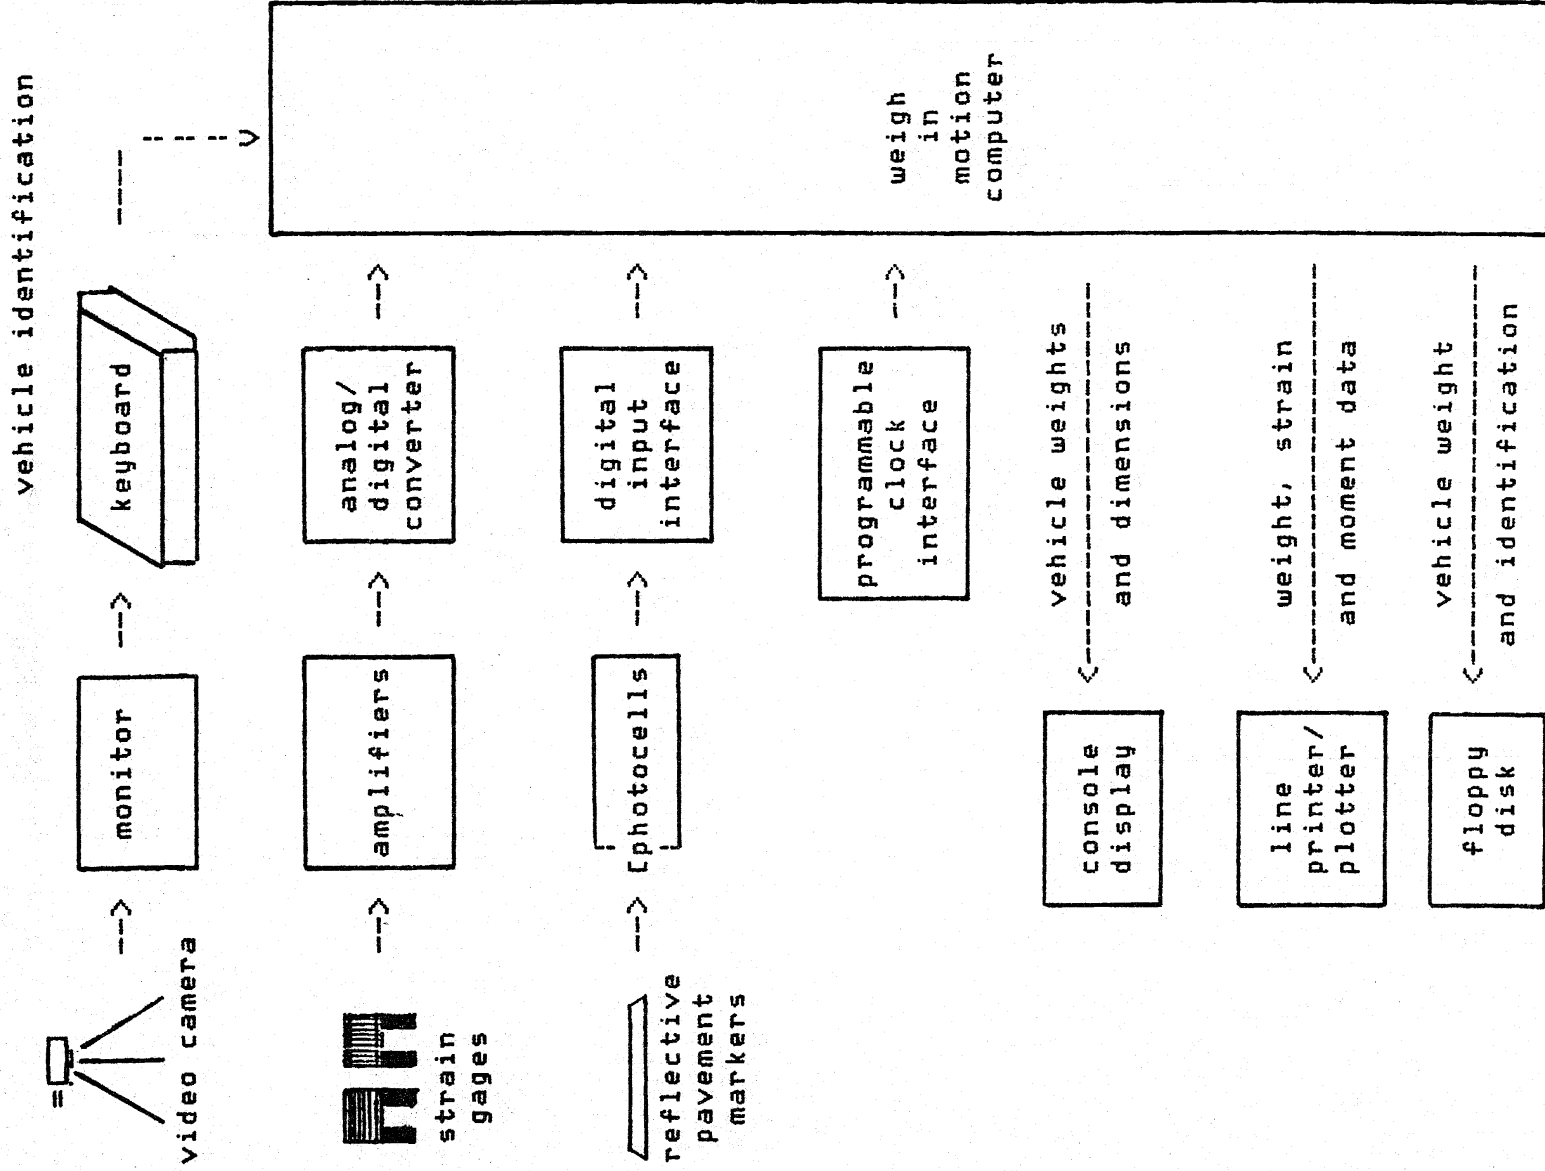 vehicle identification
video camera
monitor
keyboard
strain
gages
amplifiers
analog/
digital
converter
reflective
pavement
markers
photocells
digital
input
interface
programmable
clock
interface
weigh
in
motion
computer
console
display
vehicle weights
and dimensions
line
printer/
plotter
weight, strain
and moment data
floppy
disk
vehicle weight
and identification